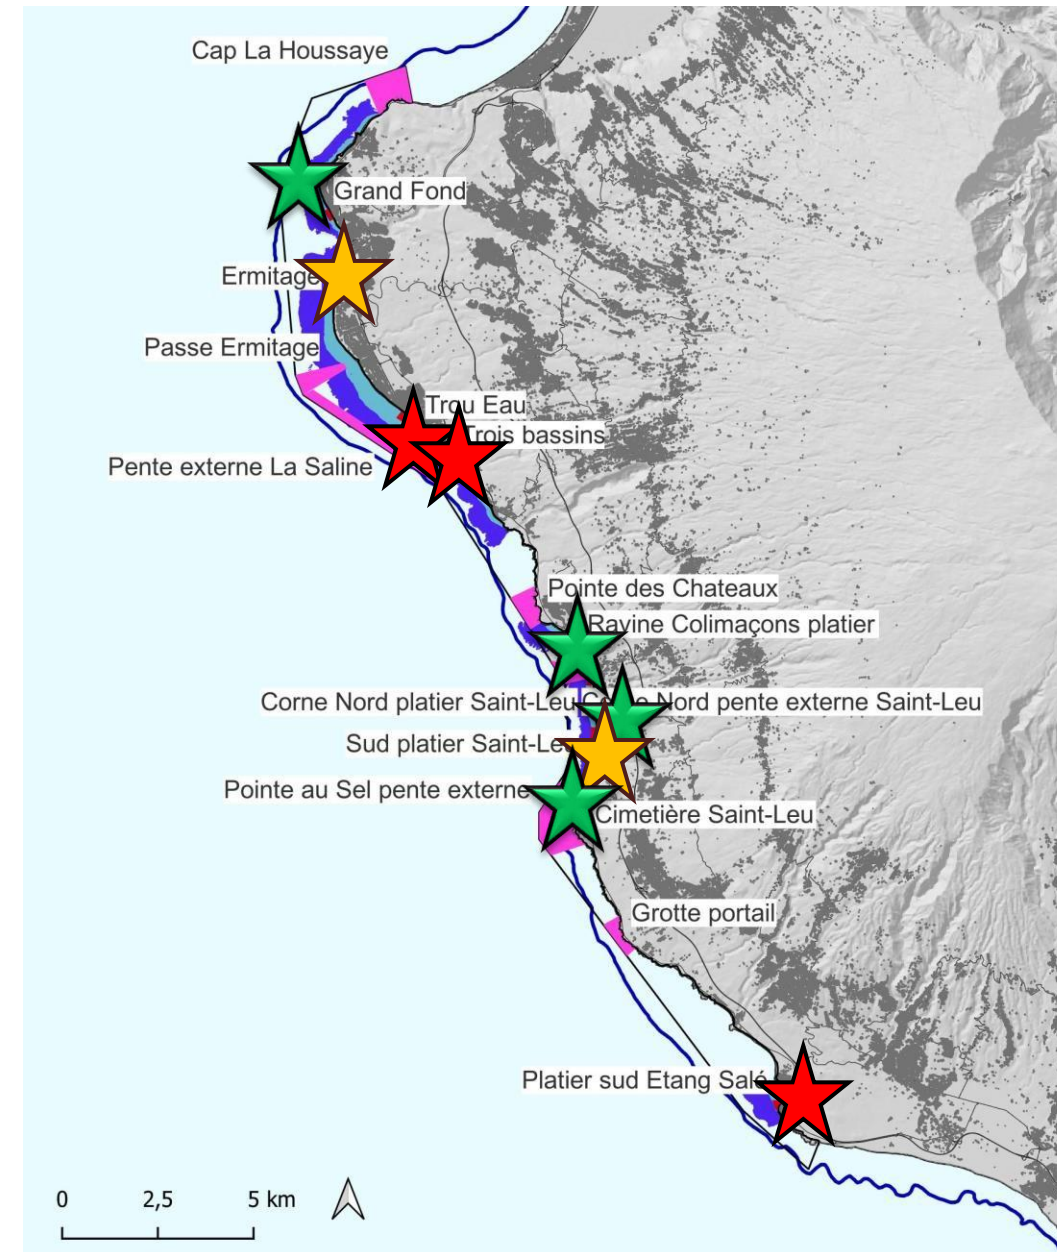 Cap La Houssaye
Grand Fond
Ermitage
Passe Ermitage
Trou Eau
Trois bassins
Pente externe La Saline
Pointe des Chateaux
Ravine Colimaçons platier
Corne Nord platier Saint-Leu
Nord pente externe Saint-Leu
Sud platier Saint-Le
Pointe au Sel pente externe
Cimetière Saint-Leu
Grotte portail
Platier sud Etang Salé
0 2,5 5 km